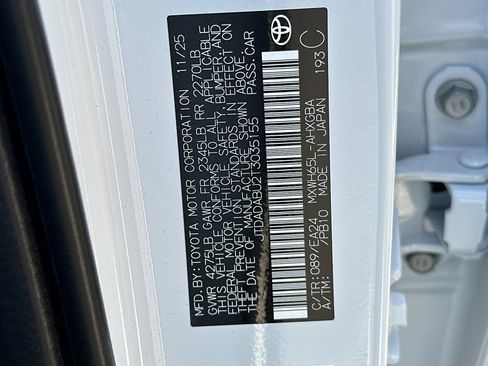 MFD.BY:TOYOTA MOTOR CORPORATION 11/25
GVWR 4275LB GAWR FR 2345LB RR 2270LB
THIS VEHICLE CONFORMS TO ALL APPLICABLE
FEDERAL MOTOR VEHICLE SAFETY, BUMPER, AND
THEFT PREVENTION STANDARDS IN EFFECT ON
THE DATE OF MANUFACTURE SHOWN ABOVE.
JTDADABU2T3035155 PASS.CAR
C/TR:089/EA24 MXWH65L-AHXGBA
A/TM: /PB10 MADE IN JAPAN 193 C